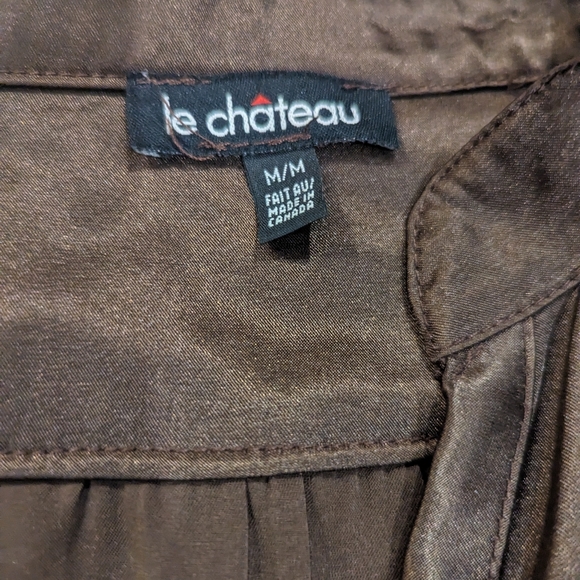 le château
M/M
FAIT AU/
MADE IN
CANADA